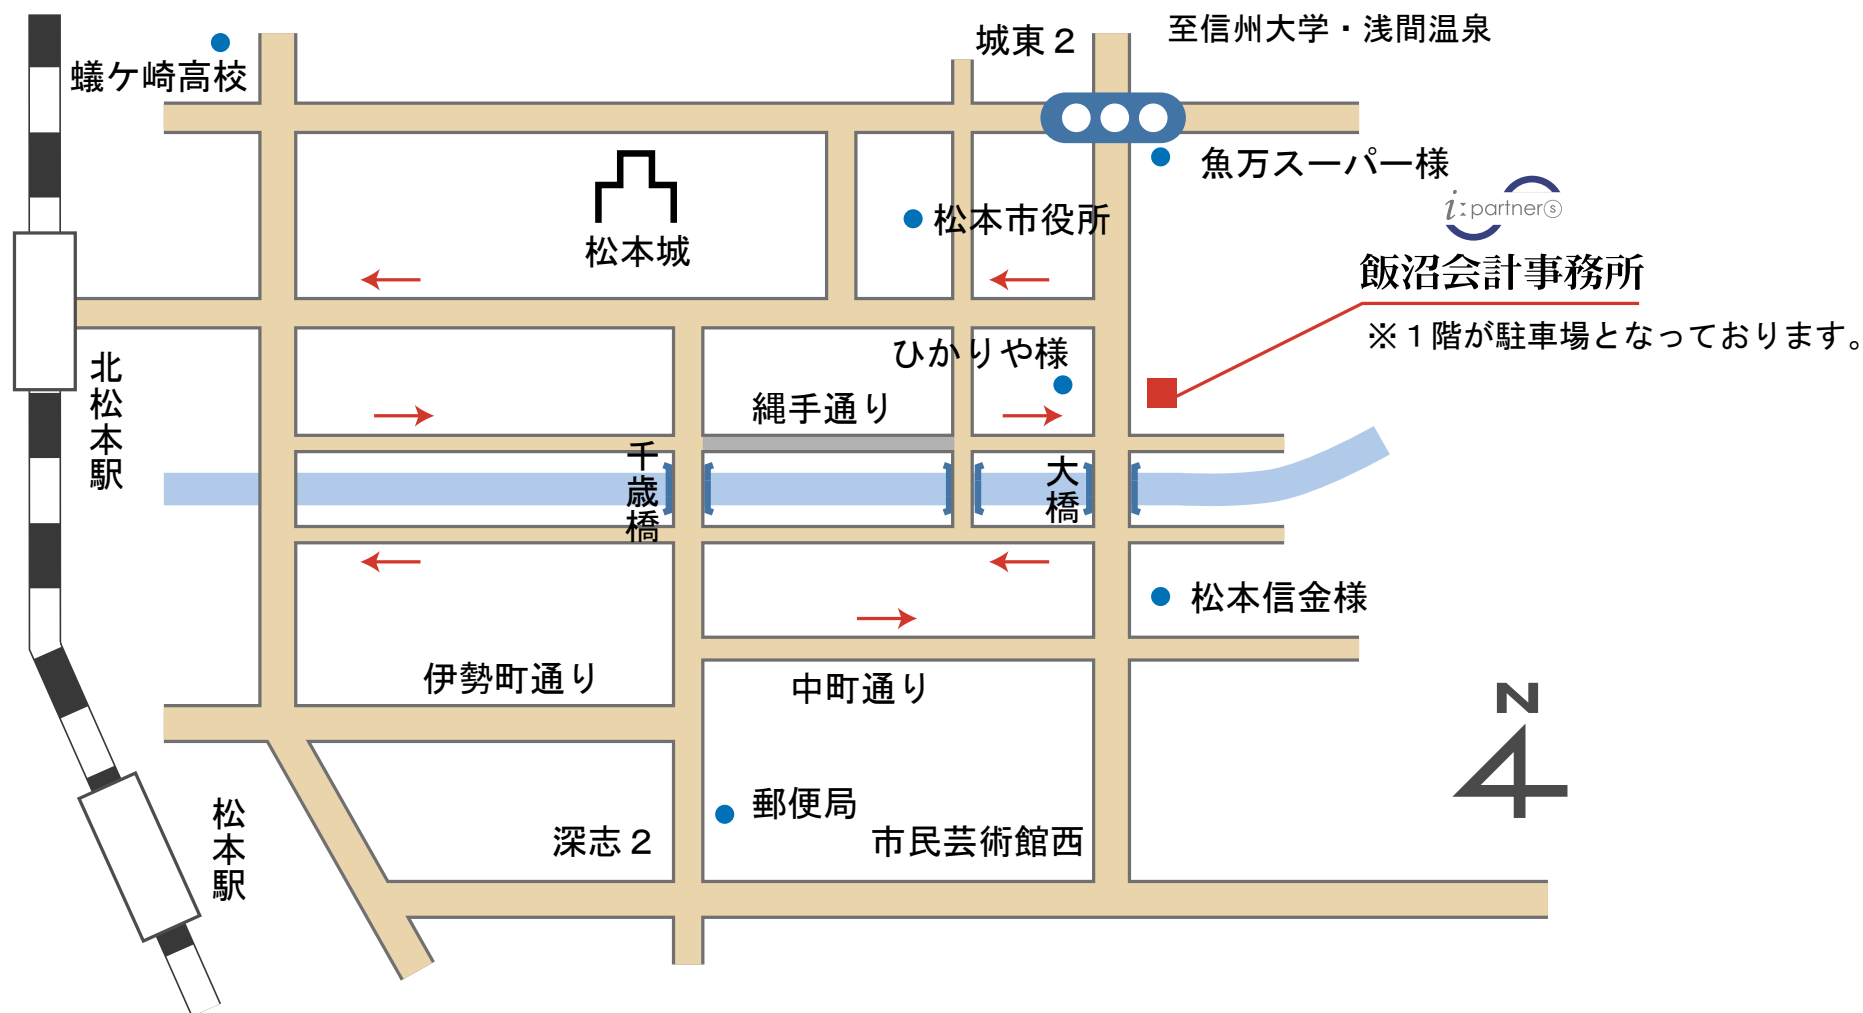 至信州大学・浅間温泉
城東２
蟻ケ崎高校
魚万スーパー様
松本市役所
i:partners
松本城
飯沼会計事務所
※１階が駐車場となっております。
ひかりや様
北松本駅
縄手通り
千歳橋
大橋
松本信金様
伊勢町通り
中町通り
N
郵便局
松本駅
深志２
市民芸術館西